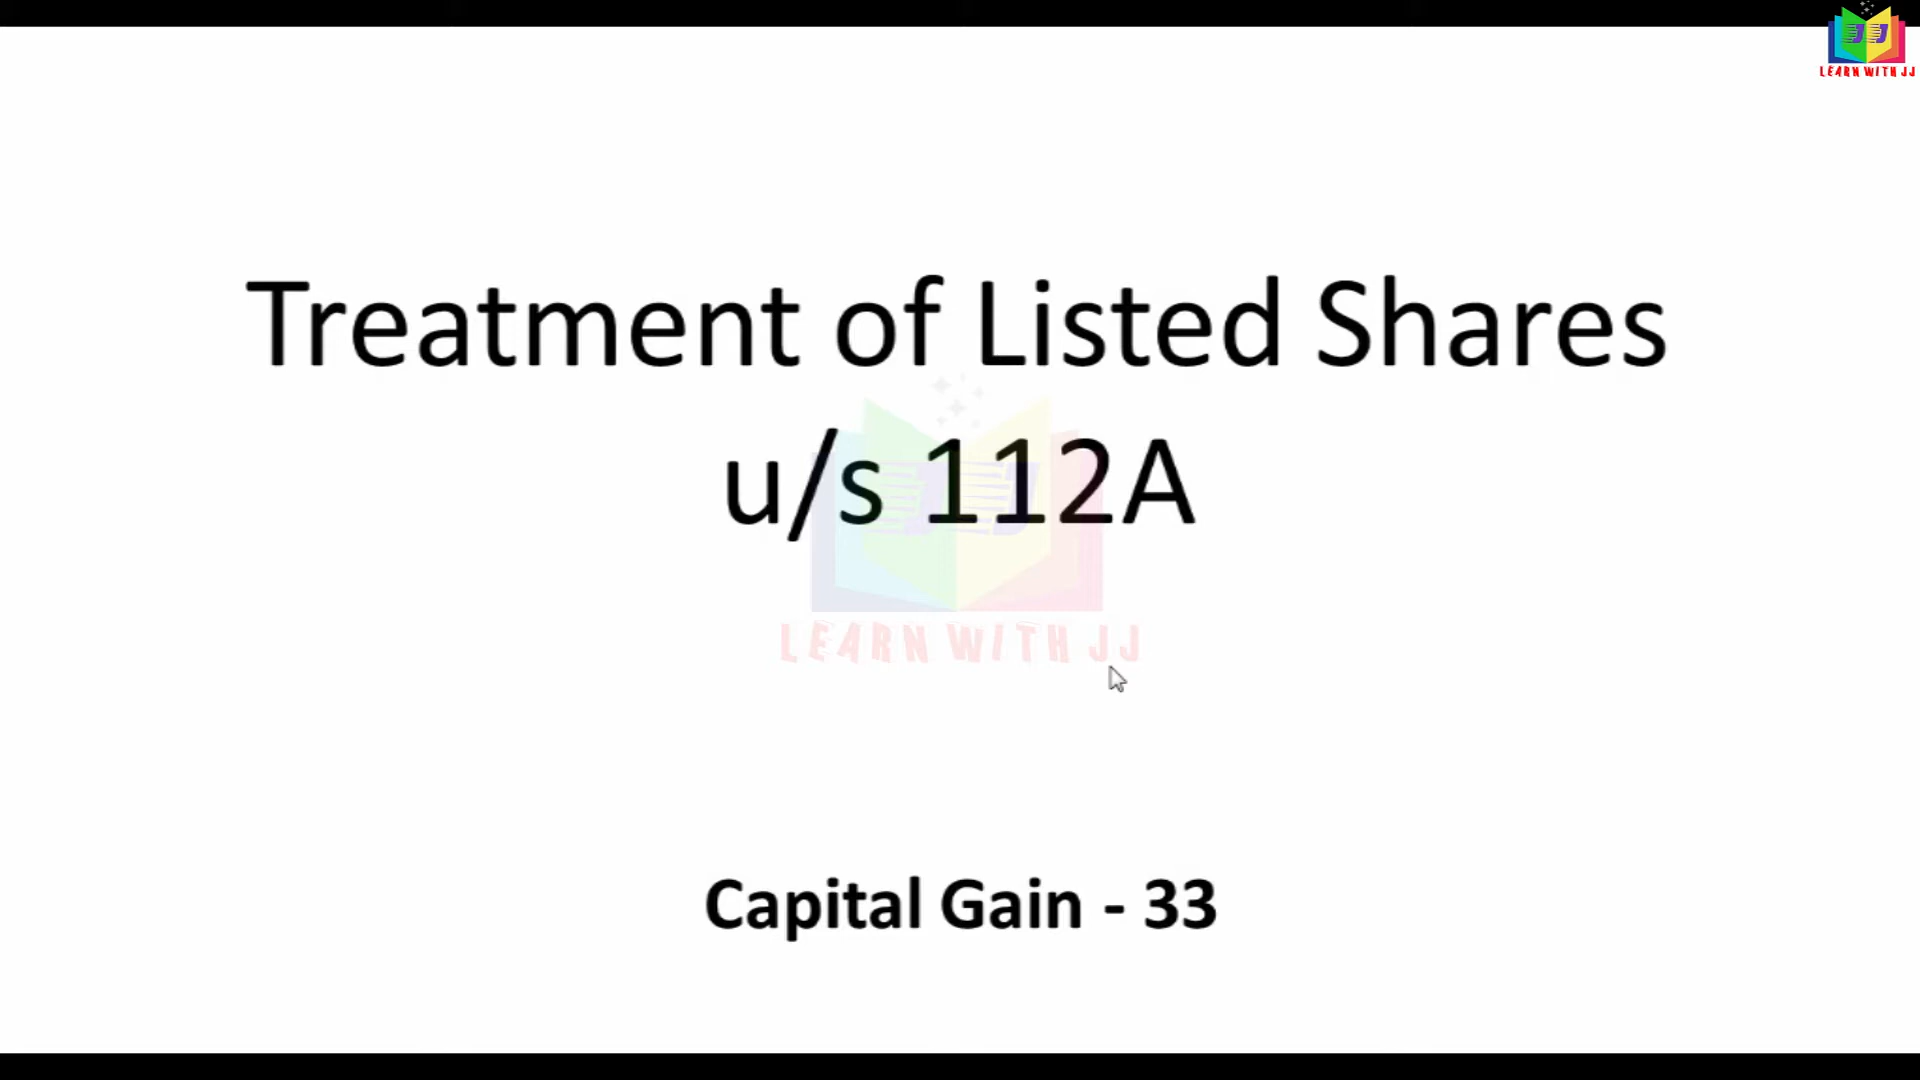 LEARN WITH JJ
Treatment of Listed Shares
u/s 112A
LEARN WITH JJ
Capital Gain - 33